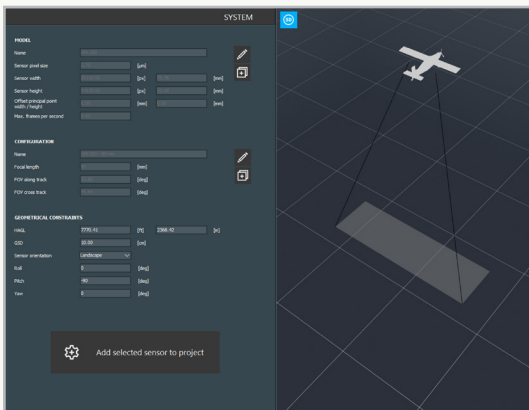 SYSTEM
3D
MODEL
Name
Sensor pixel size [μm]
Sensor width [px] [mm]
Sensor height [px] [mm]
Offset principal point width / height [mm] [mm]
Max. frames per second
CONFIGURATION
Name
Focal length [mm]
FOV along track [deg]
FOV cross track [deg]
GEOMETRICAL CONSTRAINTS
HAGL 7770.41 [ft] 2368.42 [m]
GSD 10.00 [cm]
Sensor orientation Landscape
Roll 0 [deg]
Pitch -90 [deg]
Yaw 0 [deg]
Add selected sensor to project